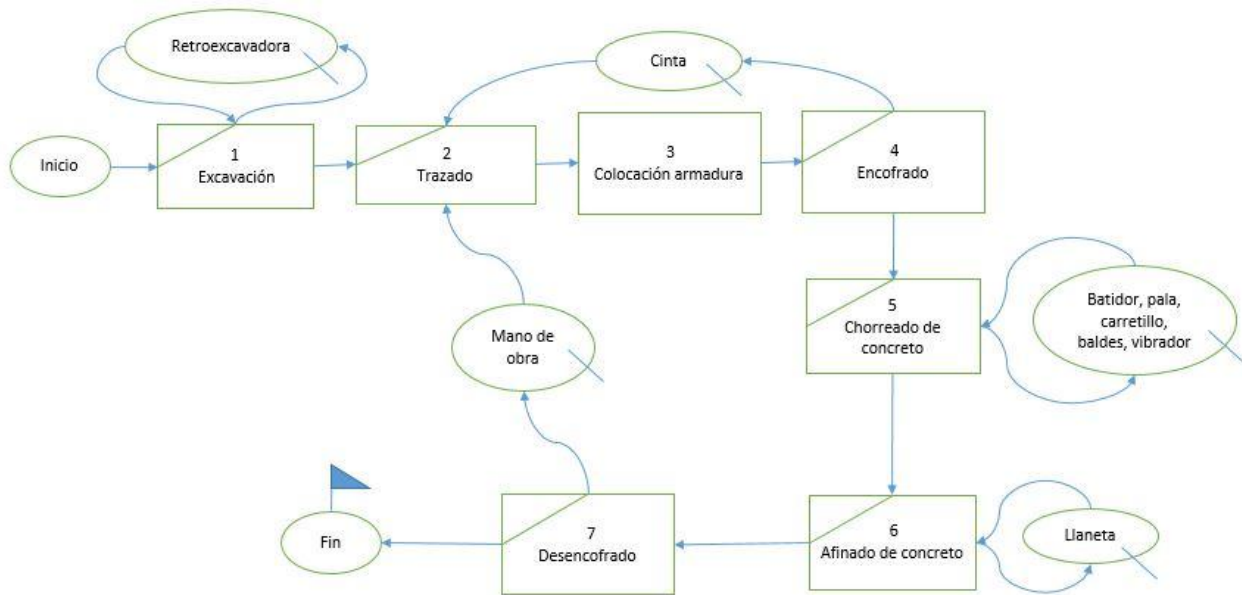 Retroexcavadora
Cinta
Inicio
1
Excavación
2
Trazado
3
Colocación armadura
4
Encofrado
5
Chorreado de
concreto
Batidor, pala,
carretillo,
baldes, vibrador
Mano de
obra
Fin
7
Desencofrado
6
Afinado de concreto
Llaneta